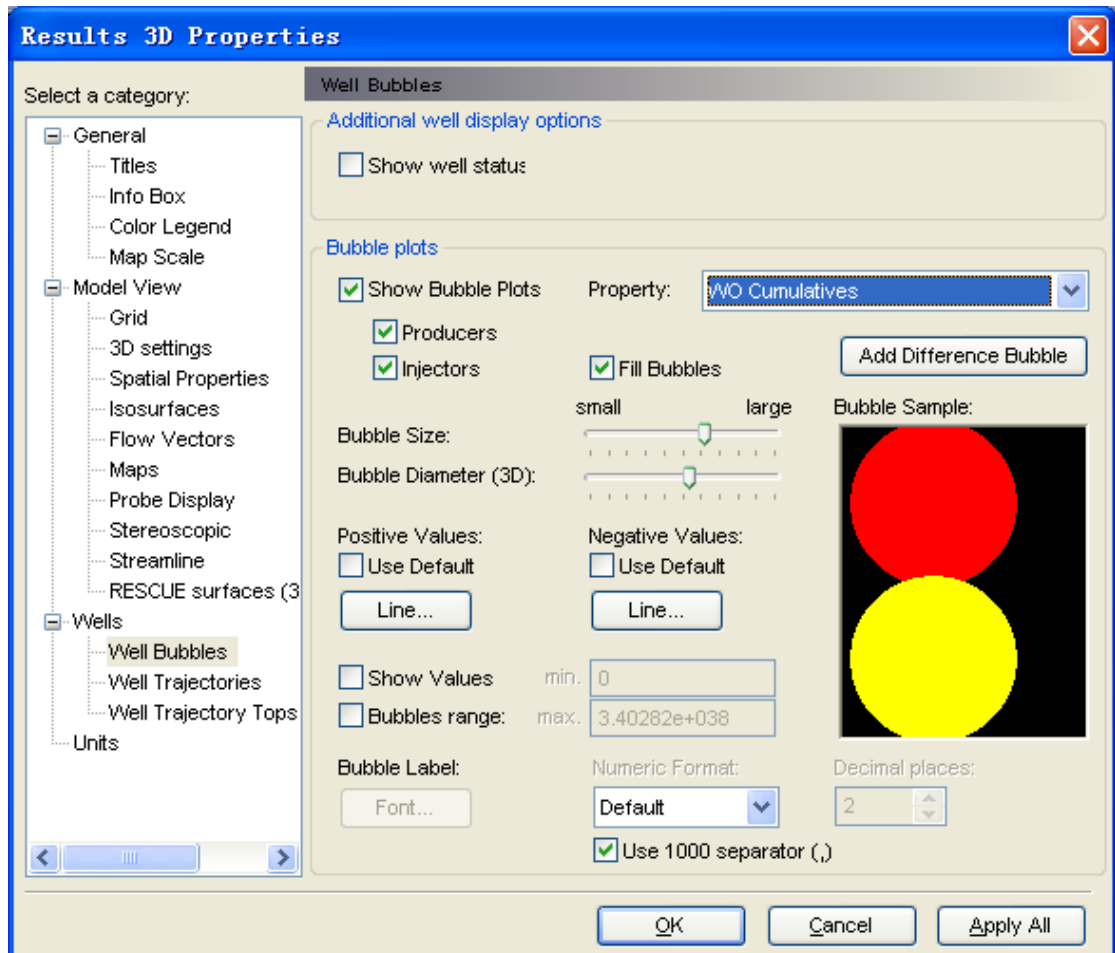 Results 3D Properties
Select a category:
General
Titles
Info Box
Color Legend
Map Scale
Model View
Grid
3D settings
Spatial Properties
Isosurfaces
Flow Vectors
Maps
Probe Display
Stereoscopic
Streamline
RESCUE surfaces (3
Wells
Well Bubbles
Well Trajectories
Well Trajectory Tops
Units
Well Bubbles
Additional well display options
Show well status
Bubble plots
Show Bubble Plots Property: WO Cumulatives
Producers
Injectors Fill Bubbles Add Difference Bubble
small large Bubble Sample:
Bubble Size:
Bubble Diameter (3D):
Positive Values: Negative Values:
Use Default Use Default
Line... Line...
Show Values min. 0
Bubbles range: max. 3.40282e+038
Bubble Label: Numeric Format: Decimal places:
Font... Default 2
Use 1000 separator (,)
OK Cancel Apply All